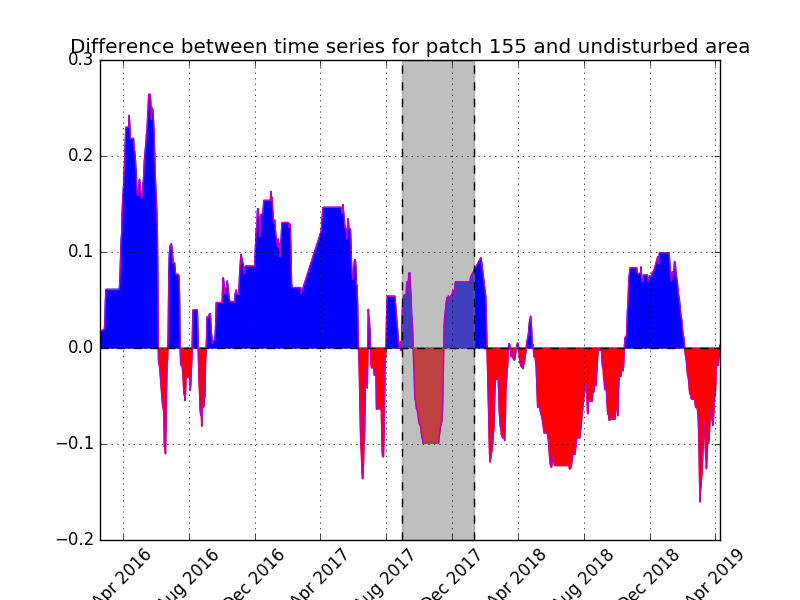 Difference between time series for patch 155 and undisturbed area
0.3
0.2
0.1
0.0
−0.1
−0.2
Apr 2016
Aug 2016
Dec 2016
Apr 2017
Aug 2017
Dec 2017
Apr 2018
Aug 2018
Dec 2018
Apr 2019